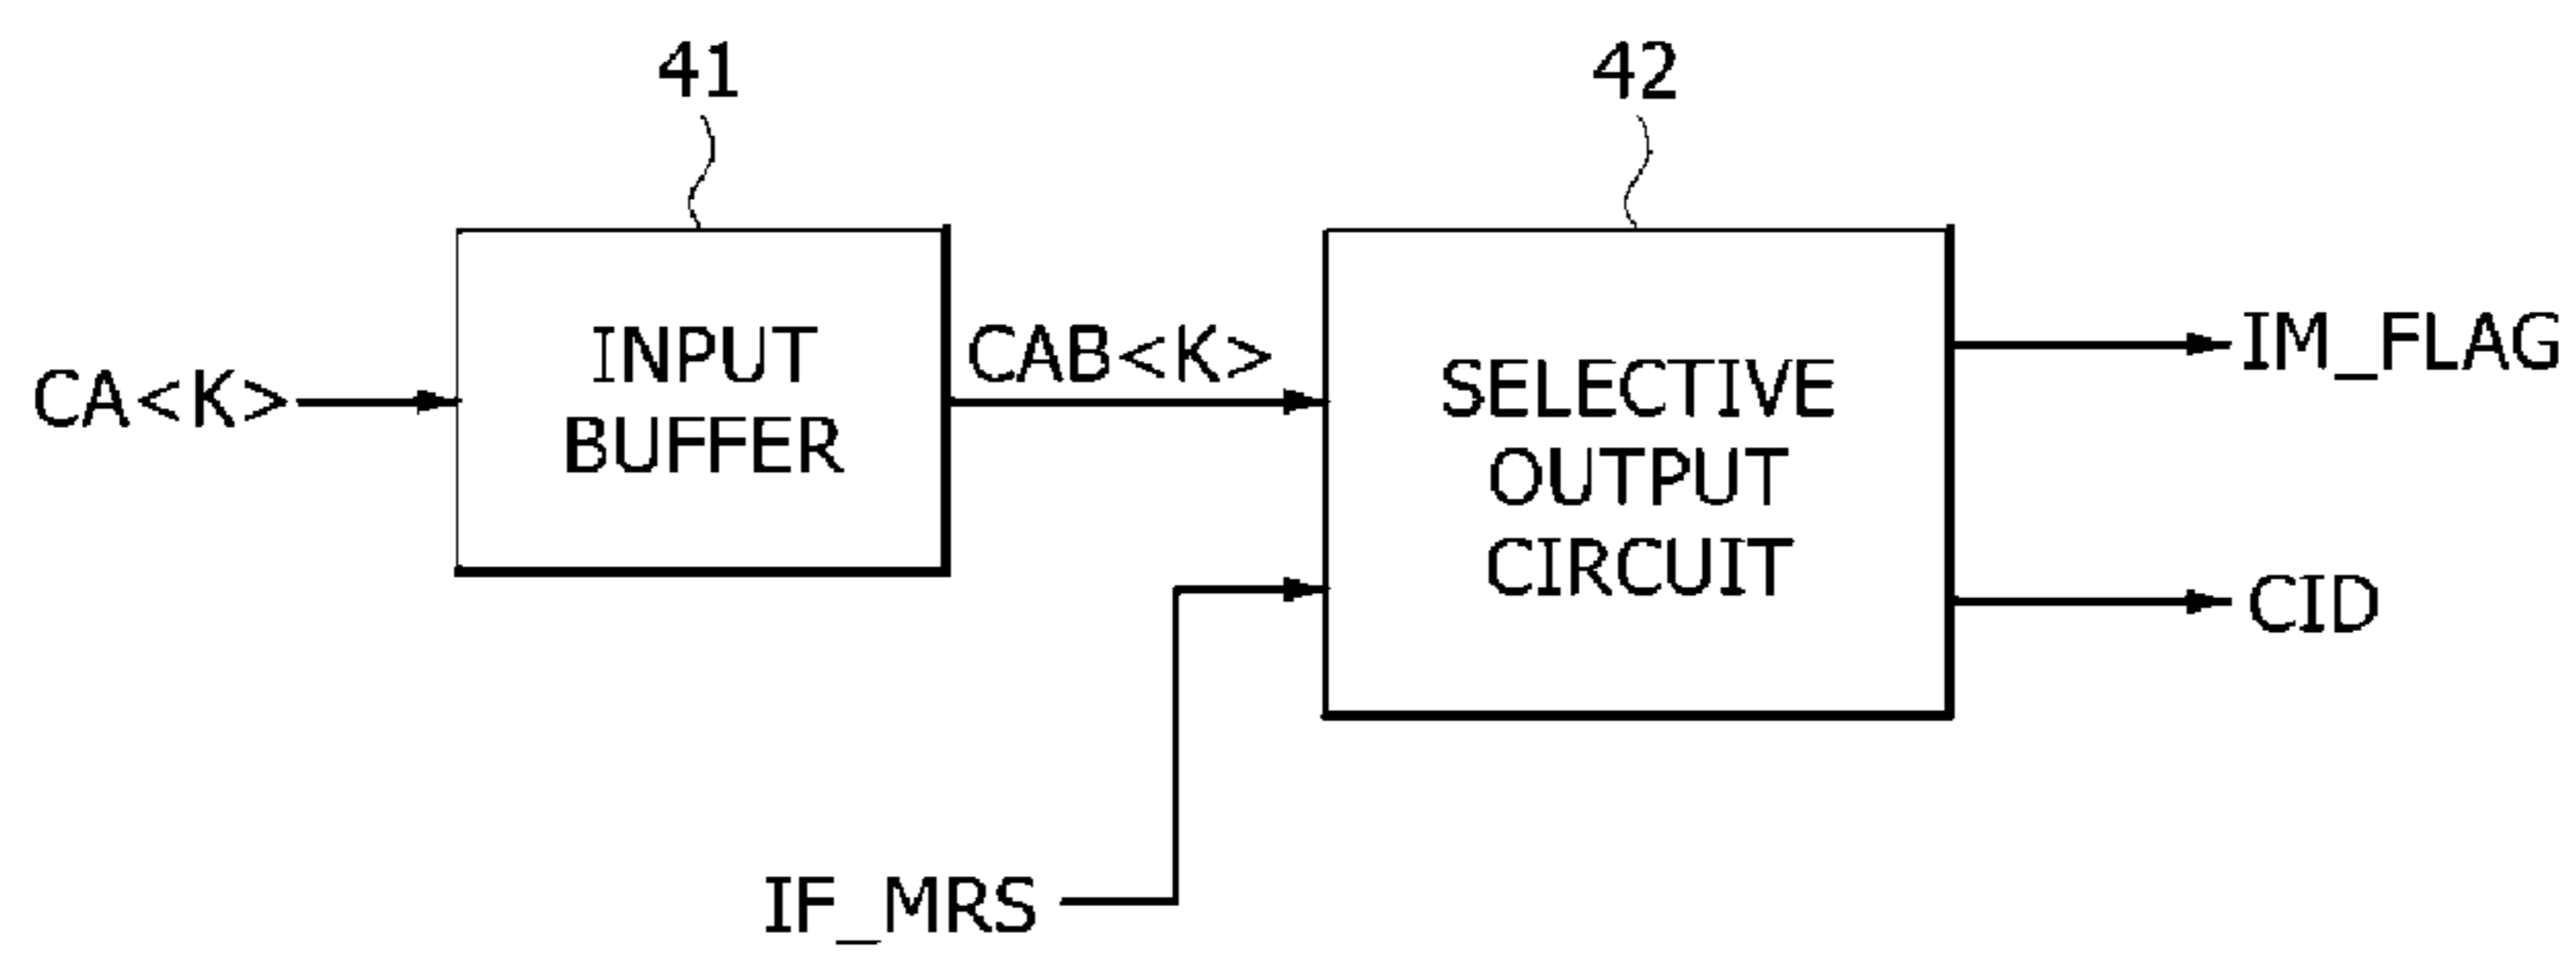 41
42
CA<K>
INPUT
BUFFER
CAB<K>
SELECTIVE
OUTPUT
CIRCUIT
IM_FLAG
CID
IF_MRS